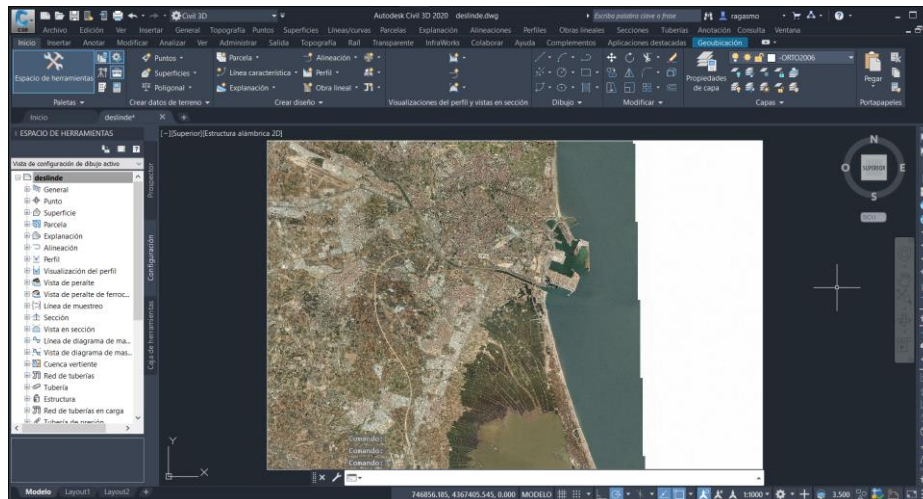 Civil 3D
Autodesk Civil 3D 2020 deslinde.dwg
Escriba palabra clave o frase
ragasmo
Archivo Edición Ver Insertar General Topografía Puntos Superficies Líneas/curvas Parcelas Explanación Alineaciones Perfiles Obras lineales Secciones Tuberías Anotación Consulta Ventana
Inicio Insertar Anotar Modificar Analizar Ver Administrar Salida Topografía Rail Transparente InfraWorks Colaborar Ayuda Complementos Aplicaciones destacadas Geoubicación
Espacio de herramientas
Puntos
Superficies
Poligonal
Parcela
Línea característica
Explanación
Alineación
Perfil
Obra lineal
Propiedades de capa
-ORTO2006
Pegar
Paletas
Crear datos de terreno
Crear diseño
Visualizaciones del perfil y vistas en sección
Dibujo
Modificar
Capas
Portapapeles
Inicio
deslinde*
ESPACIO DE HERRAMIENTAS
[-][Superior][Estructura alámbrica 2D]
Vista de configuración de dibujo activo
deslinde
General
Punto
Superficie
Parcela
Explanación
Alineación
Perfil
Visualización del perfil
Vista de peralte
Vista de peralte de ferroc...
Línea de muestreo
Sección
Vista en sección
Línea de diagrama de ma...
Vista de diagrama de mas...
Cuenca vertiente
Red de tuberías
Tubería
Estructura
Red de tuberías en carga
Tubería de presión
Prospector
Configuración
Caja de herramientas
N
O
SUPERIOR
E
S
Comando:
Comando:
Comando:
Y
X
Modelo Layout1 Layout2
746856.185, 4367405.545, 0.000 MODELO
1:1000
3.500